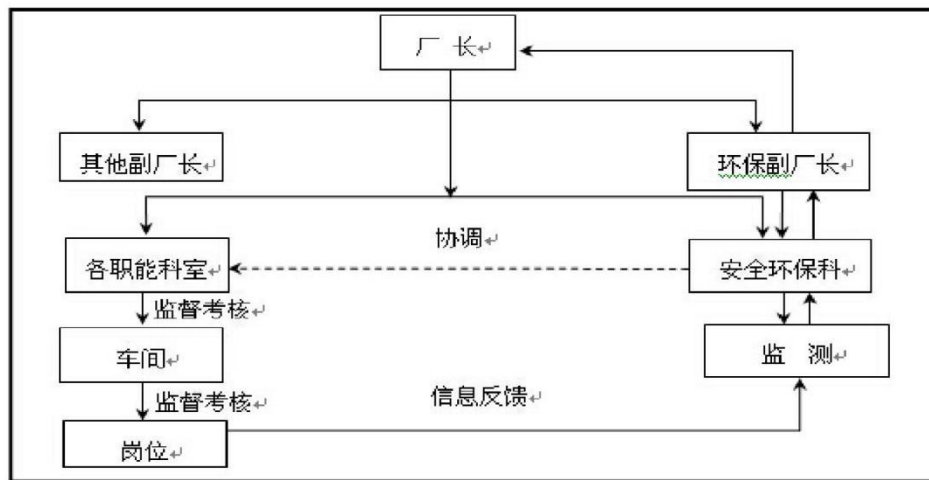 厂 长
其他副厂长
环保副厂长
协调
各职能科室
安全环保科
监督考核
车间
监 测
监督考核
信息反馈
岗位